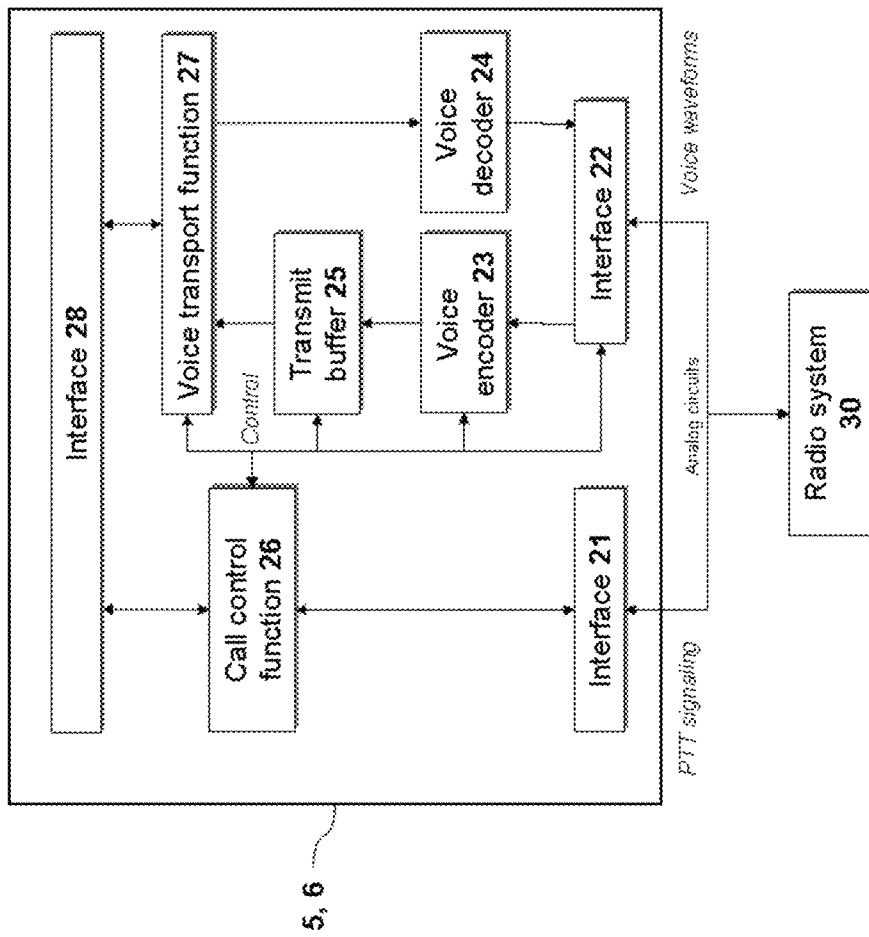 Interface 28
Voice transport function 27
Control
Call control
function 26
Transmit
buffer 25
Voice
encoder 23
Voice
decoder 24
Interface 21
Interface 22
PTT signaling
Analog circuits
Voice waveforms
Radio system
30
5, 6